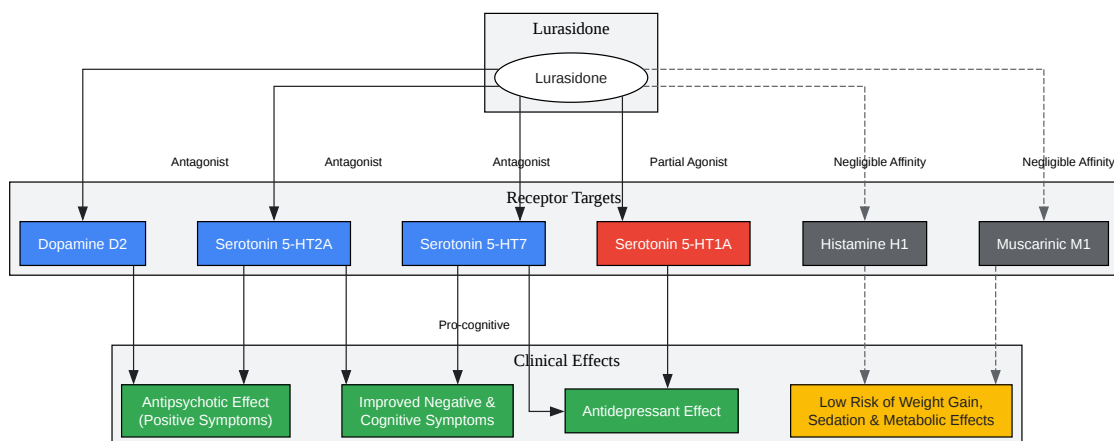 Lurasidone
Lurasidone
Antagonist
Antagonist
Antagonist
Partial Agonist
Negligible Affinity
Negligible Affinity
Receptor Targets
Dopamine D2
Serotonin 5-HT2A
Serotonin 5-HT7
Serotonin 5-HT1A
Histamine H1
Muscarinic M1
Pro-cognitive
Clinical Effects
Antipsychotic Effect
(Positive Symptoms)
Improved Negative &
Cognitive Symptoms
Antidepressant Effect
Low Risk of Weight Gain,
Sedation & Metabolic Effects